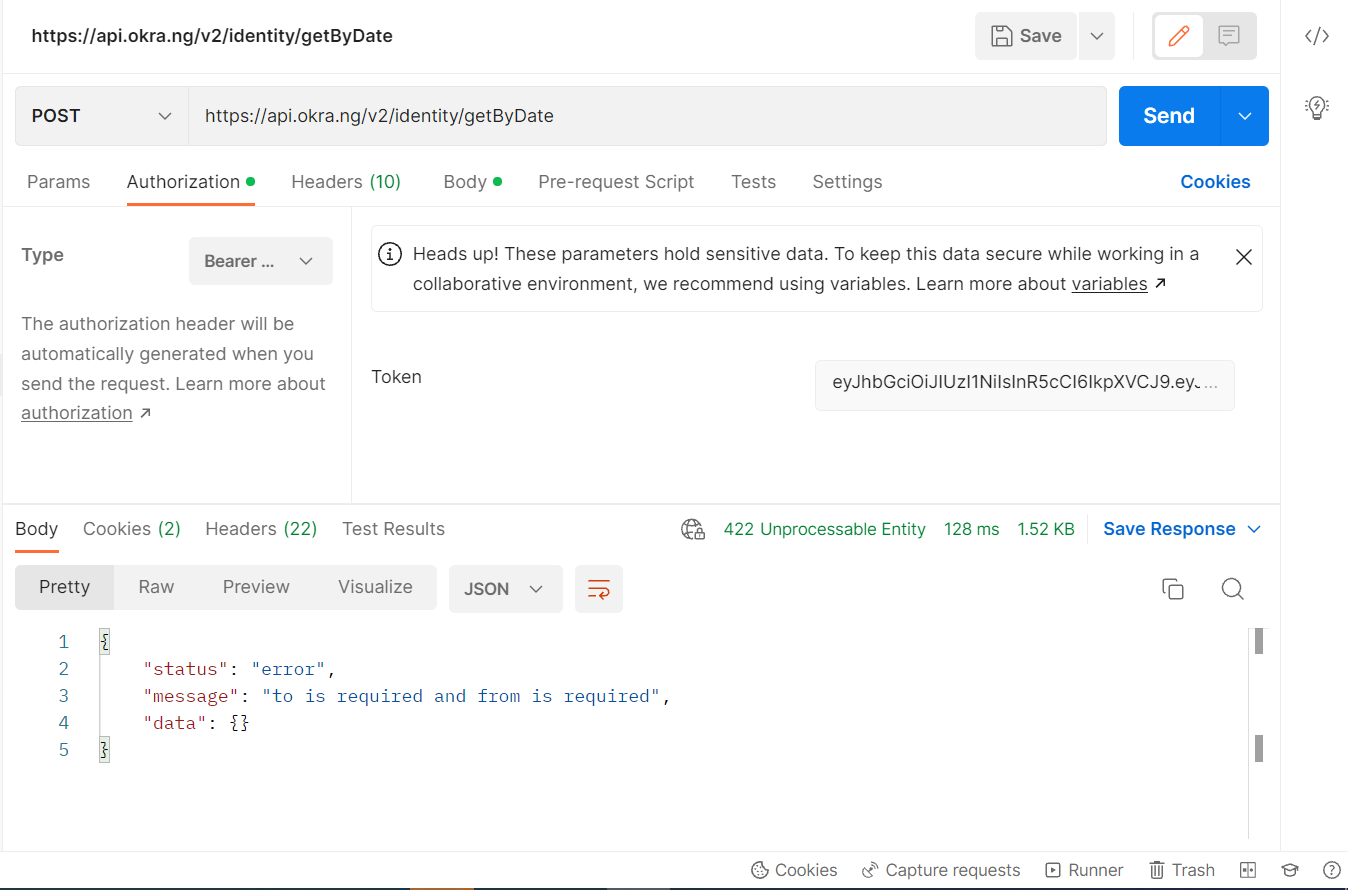 https://api.okra.ng/v2/identity/getByDate
Save
POST
https://api.okra.ng/v2/identity/getByDate
Send
Params
Authorization
Headers (10)
Body
Pre-request Script
Tests
Settings
Cookies
Type
Bearer ...
The authorization header will be
automatically generated when you
send the request. Learn more about
authorization ↗
Heads up! These parameters hold sensitive data. To keep this data secure while working in a
collaborative environment, we recommend using variables. Learn more about variables ↗
Token
eyJhbGciOiJIUzI1NiIsInR5cCI6IkpXVCJ9.eyJ...
Body
Cookies (2)
Headers (22)
Test Results
422 Unprocessable Entity
128 ms
1.52 KB
Save Response
Pretty
Raw
Preview
Visualize
JSON
1 {
2 "status": "error",
3 "message": "to is required and from is required",
4 "data": {}
5 }
Cookies
Capture requests
Runner
Trash